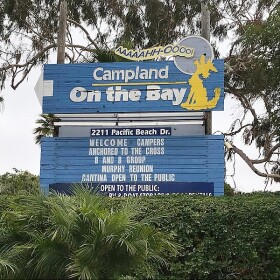 AAAAAHH-OOOO!
Campland
On the Bay
2211 Pacific Beach Dr.
WELCOME CAMPERS
ANCHORED TO THE CROSS
B AND B GROUP
MURPHY REUNION
CANTINA OPEN TO THE PUBLIC
OPEN TO THE PUBLIC: